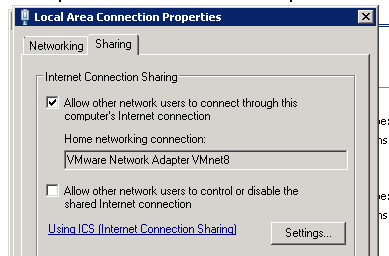 Local Area Connection Properties
Networking Sharing
Internet Connection Sharing
Allow other network users to connect through this
computer's Internet connection
Home networking connection:
VMware Network Adapter VMnet8
Allow other network users to control or disable the
shared Internet connection
Using ICS (Internet Connection Sharing)
Settings...